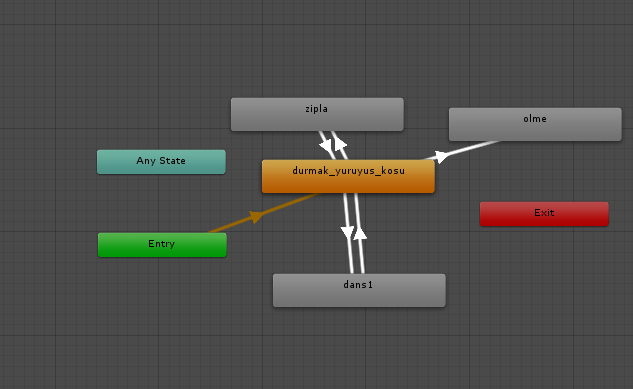 zipla
olme
Any State
durmak_yuruyus_kosu
Exit
Entry
dans1